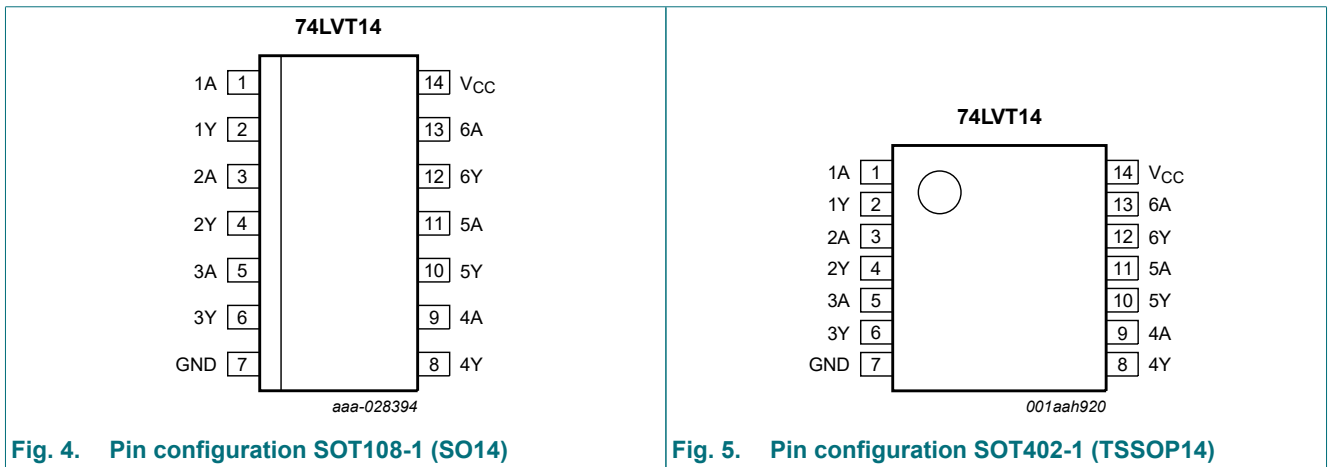 74LVT14
1A 1 14 VCC
1Y 2 13 6A
2A 3 12 6Y
2Y 4 11 5A
3A 5 10 5Y
3Y 6 9 4A
GND 7 8 4Y
aaa-028394
Fig. 4. Pin configuration SOT108-1 (SO14)
74LVT14
1A 1 14 VCC
1Y 2 13 6A
2A 3 12 6Y
2Y 4 11 5A
3A 5 10 5Y
3Y 6 9 4A
GND 7 8 4Y
001aah920
Fig. 5. Pin configuration SOT402-1 (TSSOP14)